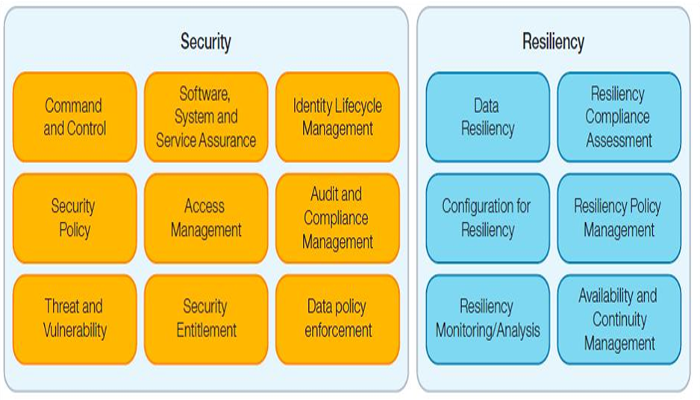 Security
Command
and Control
Software,
System and
Service Assurance
Identity Lifecycle
Management
Security
Policy
Access
Management
Audit and
Compliance
Management
Threat and
Vulnerability
Security
Entitlement
Data policy
enforcement
Resiliency
Data
Resiliency
Resiliency
Compliance
Assessment
Configuration for
Resiliency
Resiliency Policy
Management
Resiliency
Monitoring/Analysis
Availability and
Continuity
Management